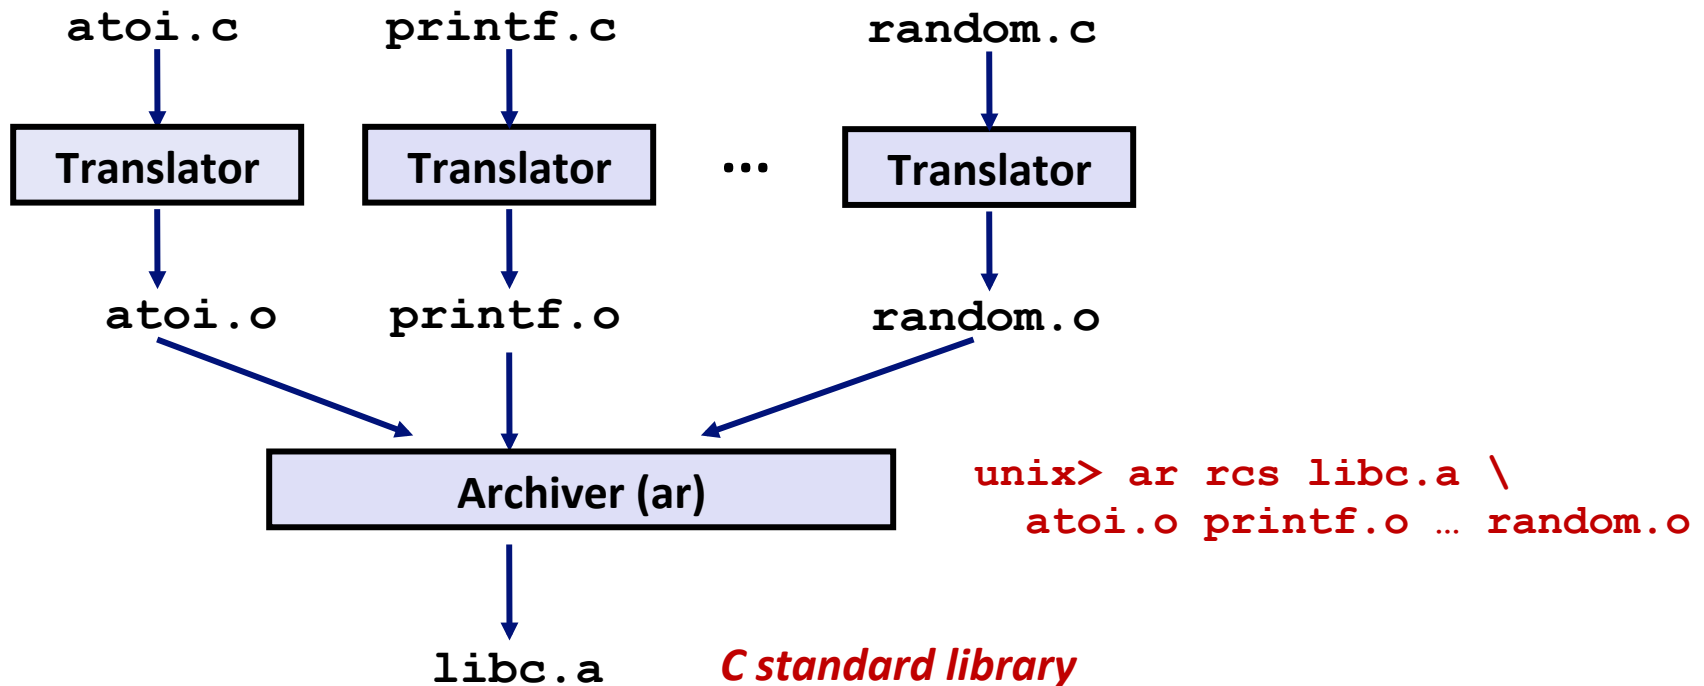 atoi.c printf.c random.c
Translator Translator ... Translator
atoi.o printf.o random.o
Archiver (ar)
unix> ar rcs libc.a \
atoi.o printf.o … random.o
libc.a C standard library